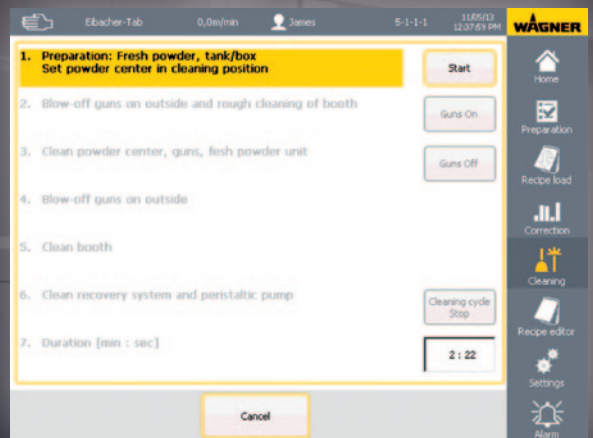 Eibacher-Tab 0,0m/min James 5-1-1-1 11/05/13 12:37:53 PM
WAGNER
1. Preparation: Fresh powder, tank/box
Set powder center in cleaning position
Start
2. Blow-off guns on outside and rough cleaning of booth
Guns On
3. Clean powder center, guns, fesh powder unit
Guns Off
4. Blow-off guns on outside
5. Clean booth
6. Clean recovery system and peristaltic pump
Cleaning cycle
Stop
7. Duration [min : sec]
2 : 22
Cancel
Home
Preparation
Recipe load
Correction
Cleaning
Recipe editor
Settings
Alarm